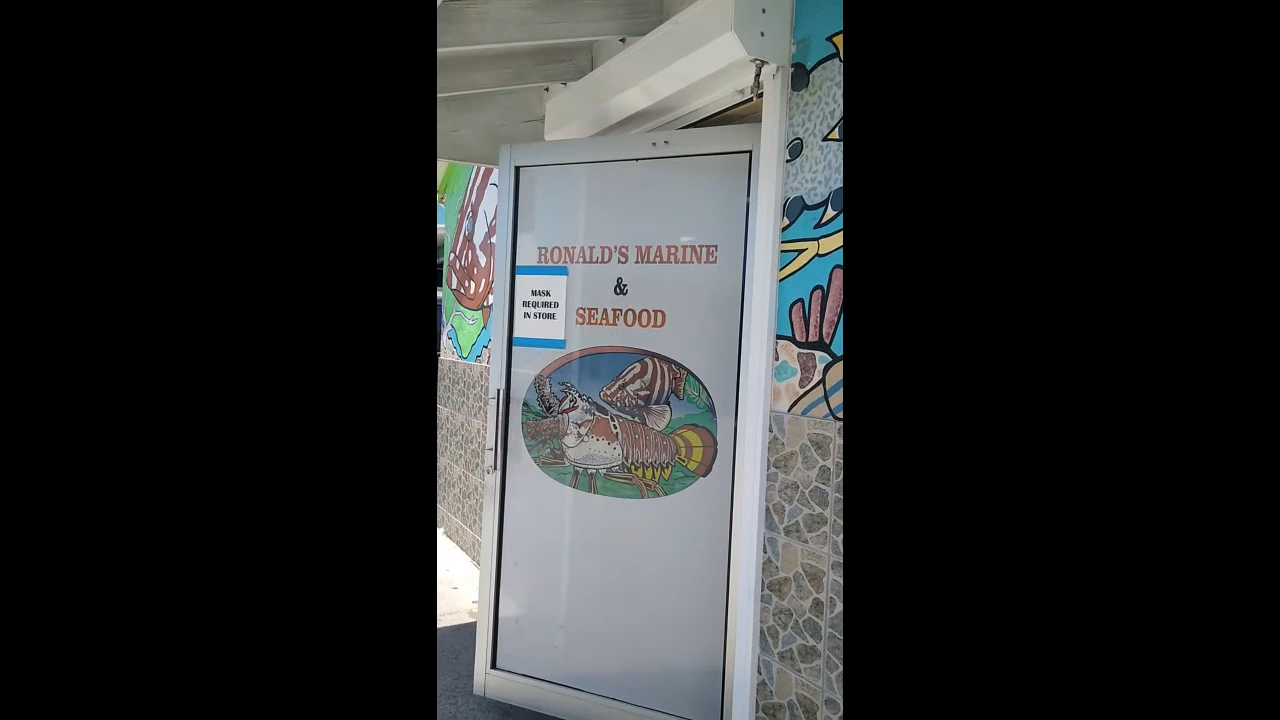 RONALD'S MARINE
&
SEAFOOD
MASK
REQUIRED
IN STORE